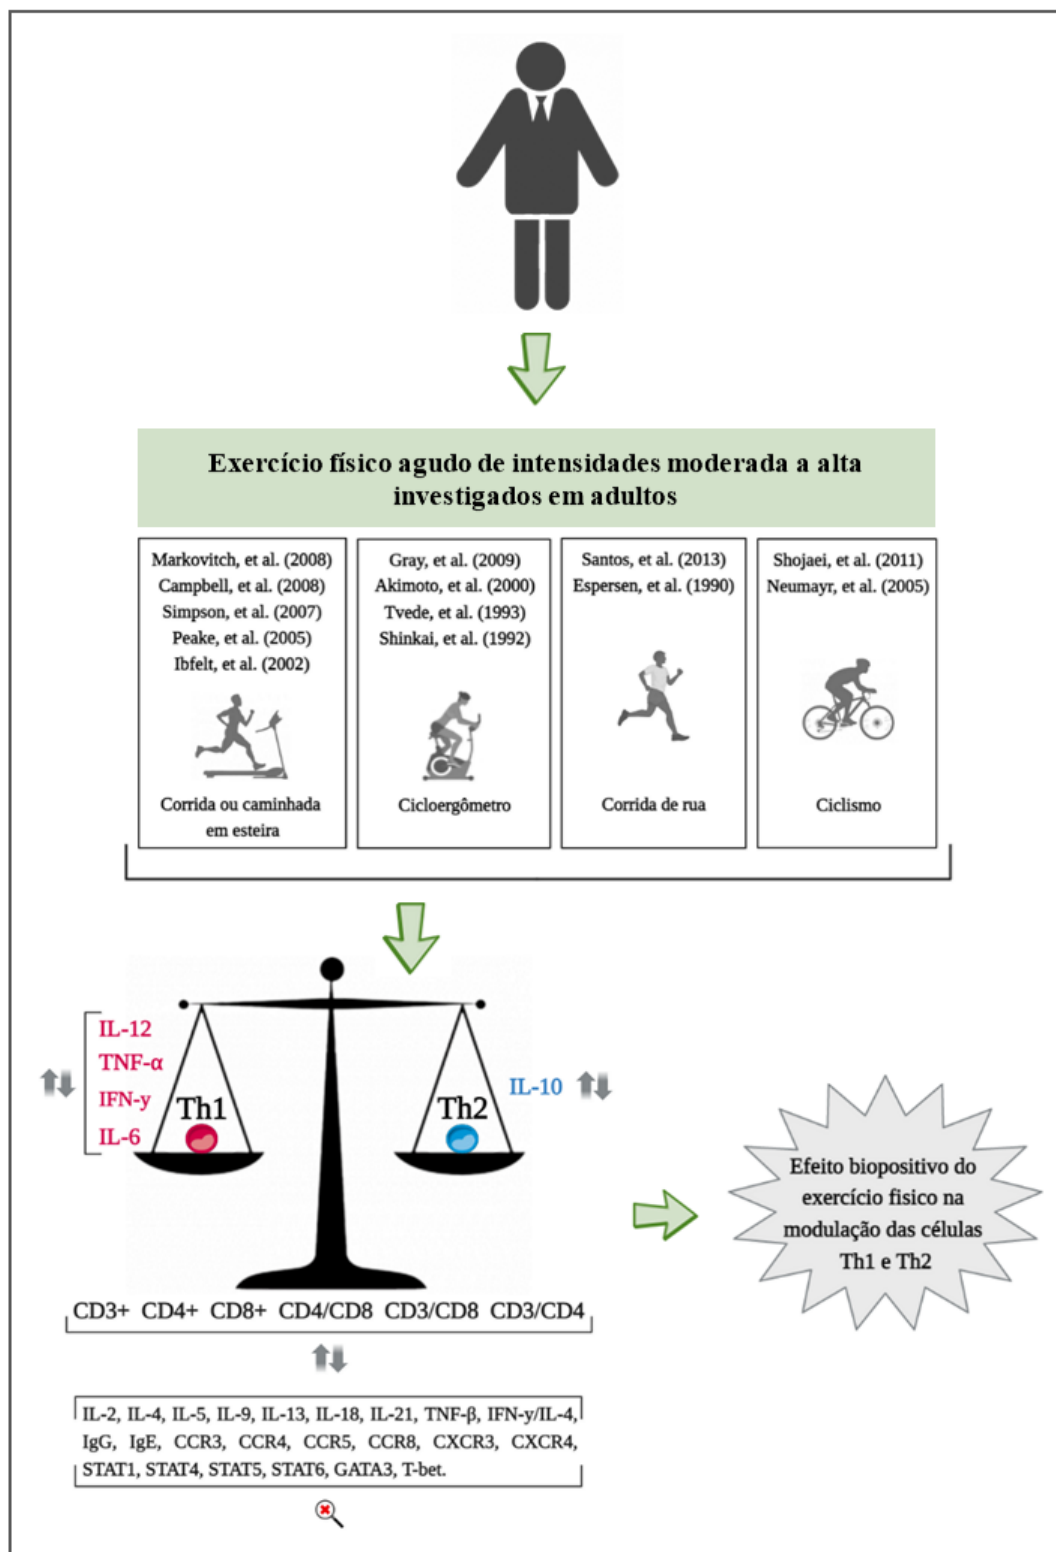 Exercício físico agudo de intensidades moderada a alta
investigados em adultos
Markovitch, et al. (2008)
Campbell, et al. (2008)
Simpson, et al. (2007)
Peake, et al. (2005)
Ibfelt, et al. (2002)
Corrida ou caminhada
em esteira
Gray, et al. (2009)
Akimoto, et al. (2000)
Tvede, et al. (1993)
Shinkai, et al. (1992)
Cicloergômetro
Santos, et al. (2013)
Espersen, et al. (1990)
Corrida de rua
Shojaei, et al. (2011)
Neumayr, et al. (2005)
Ciclismo
IL-12
TNF-α
IFN-y
IL-6
Th1
Th2
IL-10
Efeito biopositivo do
exercício fisico na
modulação das células
Th1 e Th2
CD3+ CD4+ CD8+ CD4/CD8 CD3/CD8 CD3/CD4
IL-2, IL-4, IL-5, IL-9, IL-13, IL-18, IL-21, TNF-β, IFN-y/IL-4,
IgG, IgE, CCR3, CCR4, CCR5, CCR8, CXCR3, CXCR4,
STAT1, STAT4, STAT5, STAT6, GATA3, T-bet.